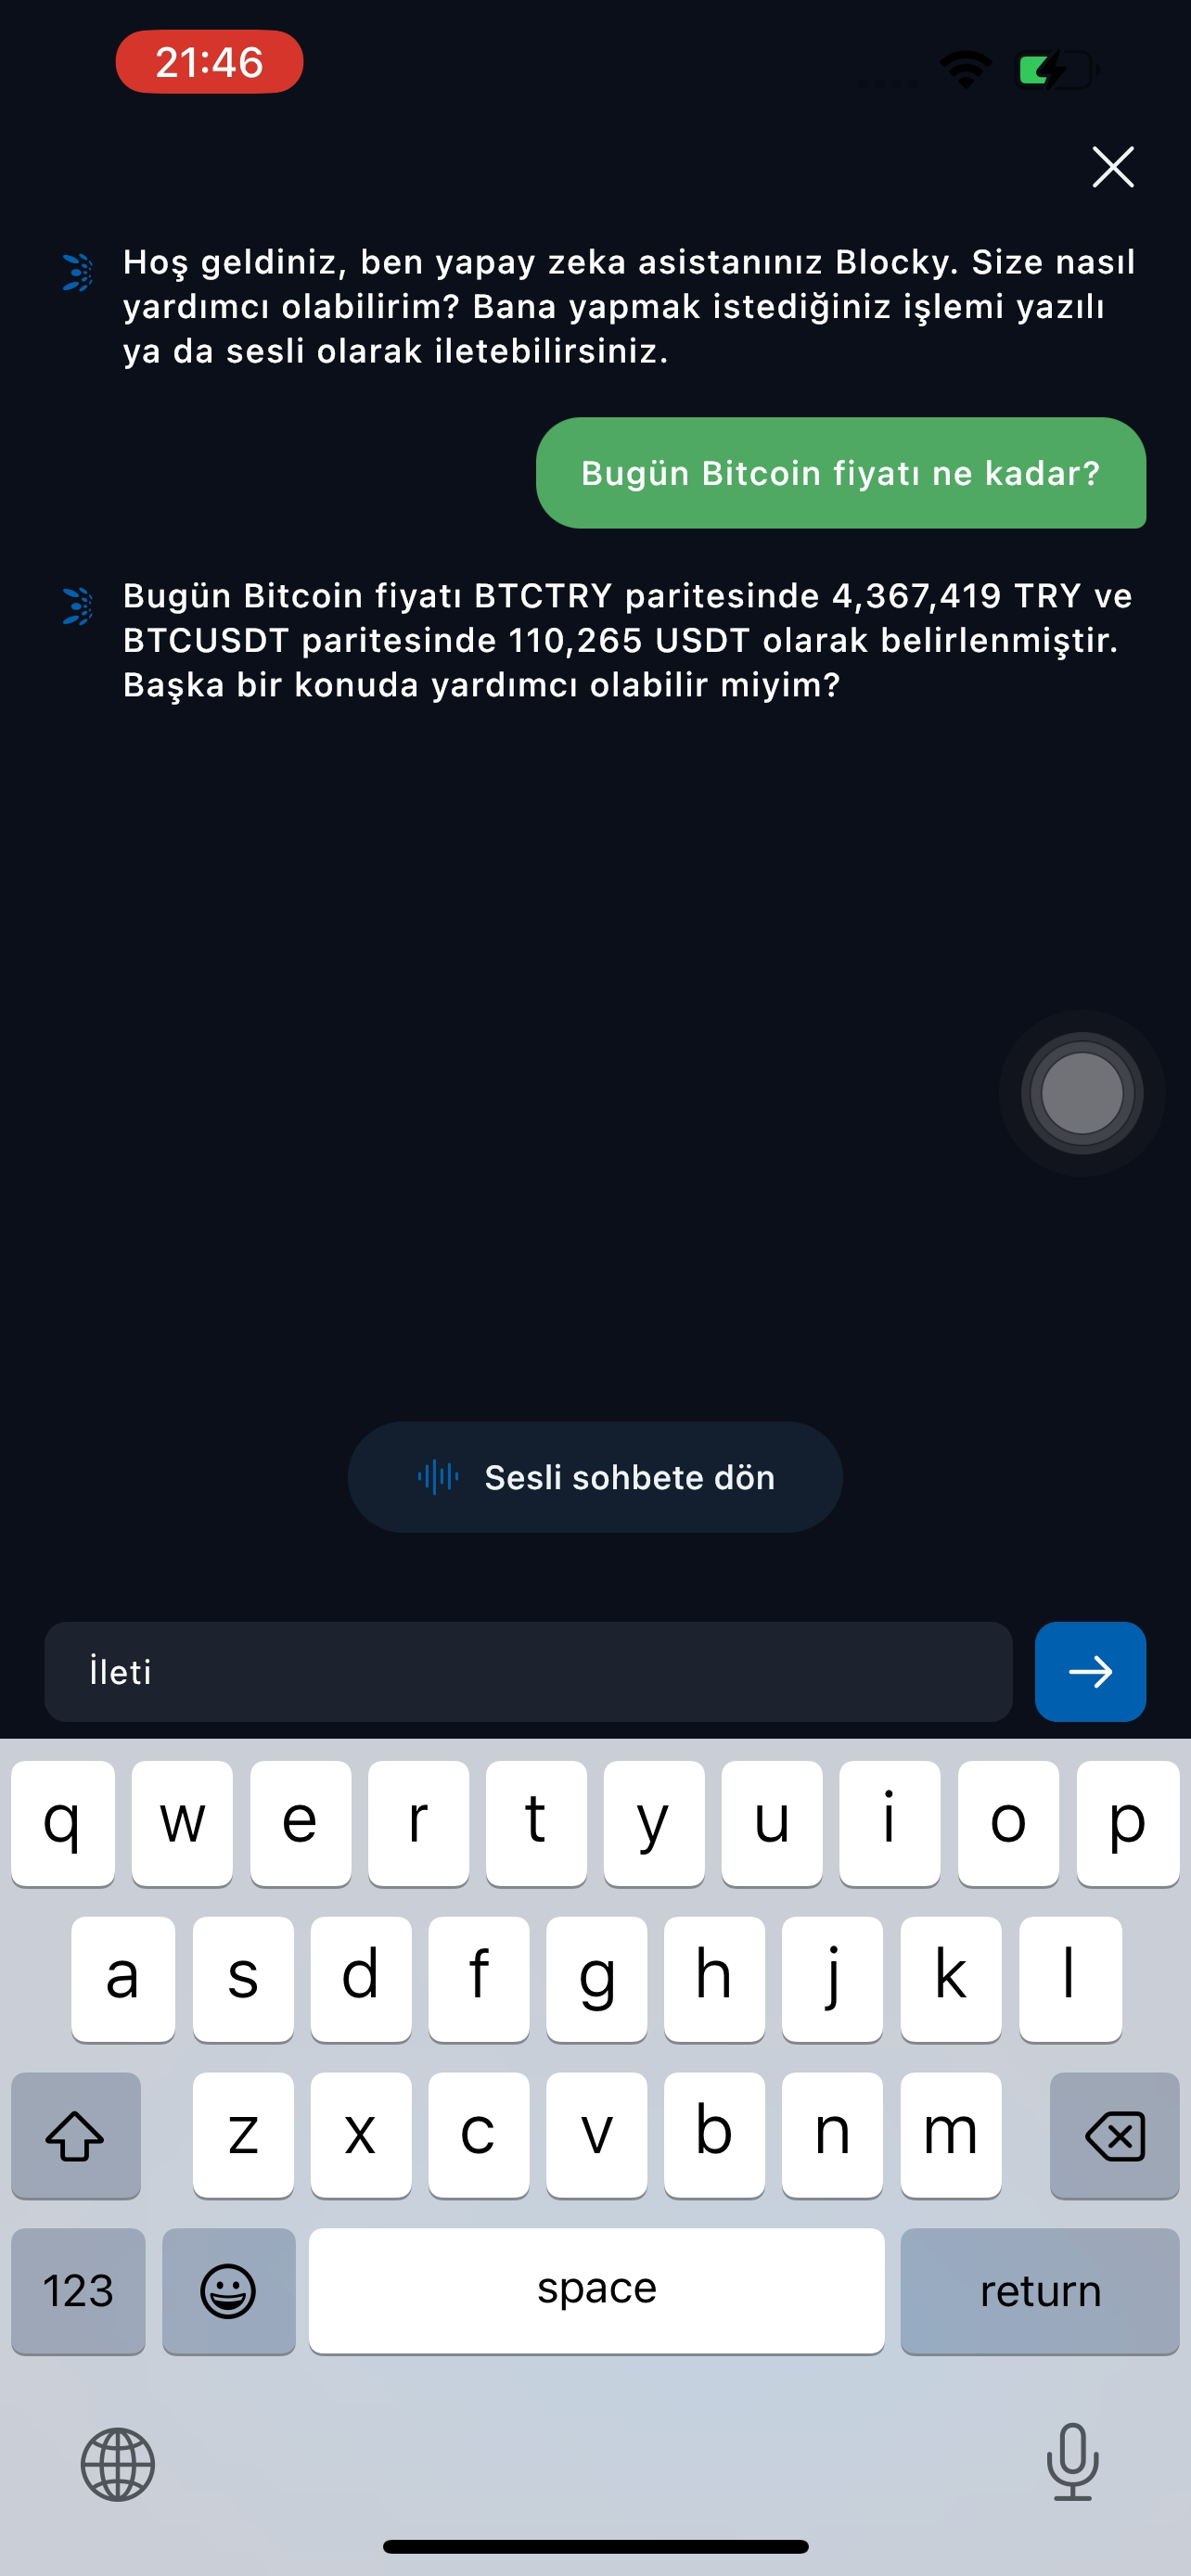 21:46
Hoş geldiniz, ben yapay zeka asistanınız Blocky. Size nasıl
yardımcı olabilirim? Bana yapmak istediğiniz işlemi yazılı
ya da sesli olarak iletebilirsiniz.
Bugün Bitcoin fiyatı ne kadar?
Bugün Bitcoin fiyatı BTCTRY paritesinde 4,367,419 TRY ve
BTCUSDT paritesinde 110,265 USDT olarak belirlenmiştir.
Başka bir konuda yardımcı olabilir miyim?
Sesli sohbete dön
İleti
q w e r t y u i o p
a s d f g h j k l
z x c v b n m
123 space return